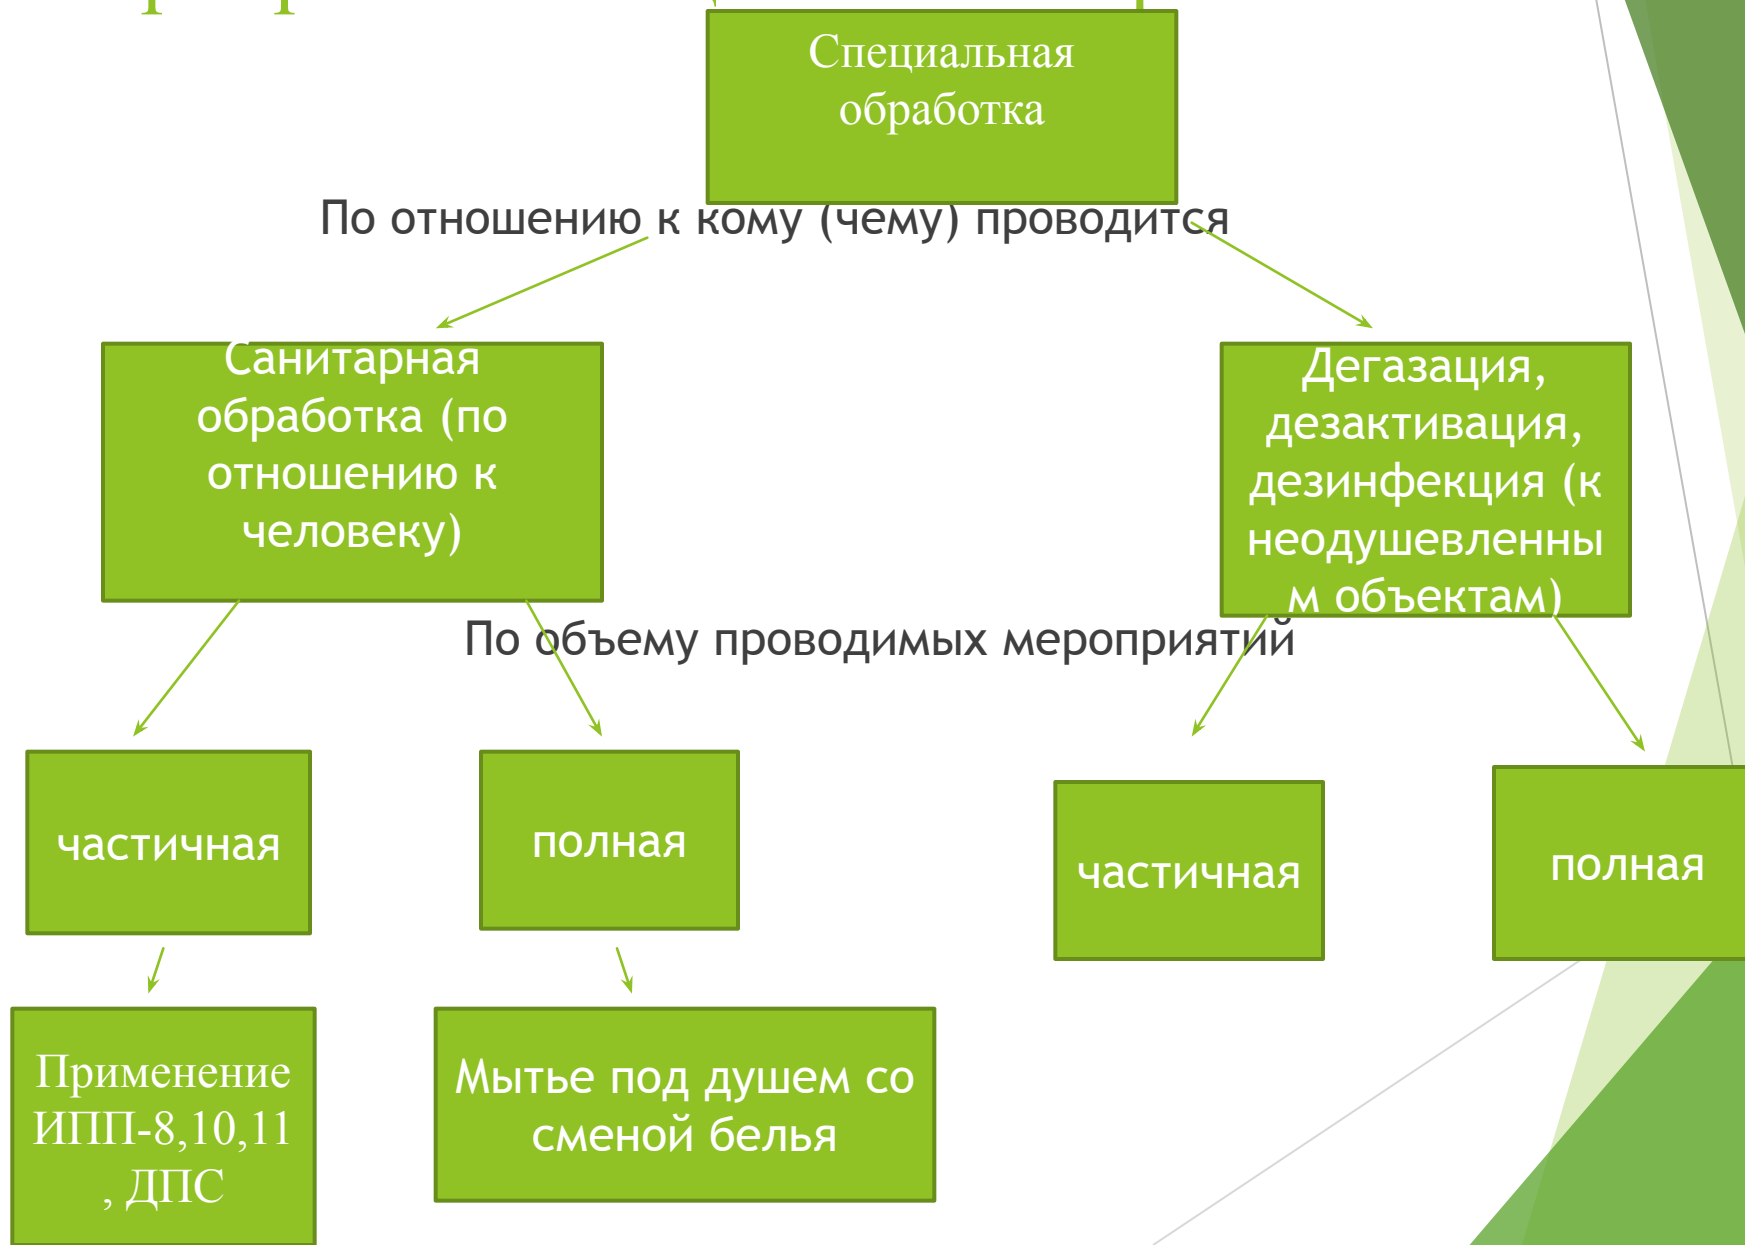 Специальная
обработка
По отношению к кому (чему) проводится
Санитарная
обработка (по
отношению к
человеку)
Дегазация,
дезактивация,
дезинфекция (к
неодушевленны
м объектам)
По объему проводимых мероприятий
частичная
полная
частичная
полная
Применение
ИПП-8,10,11
, ДПС
Мытье под душем со
сменой белья